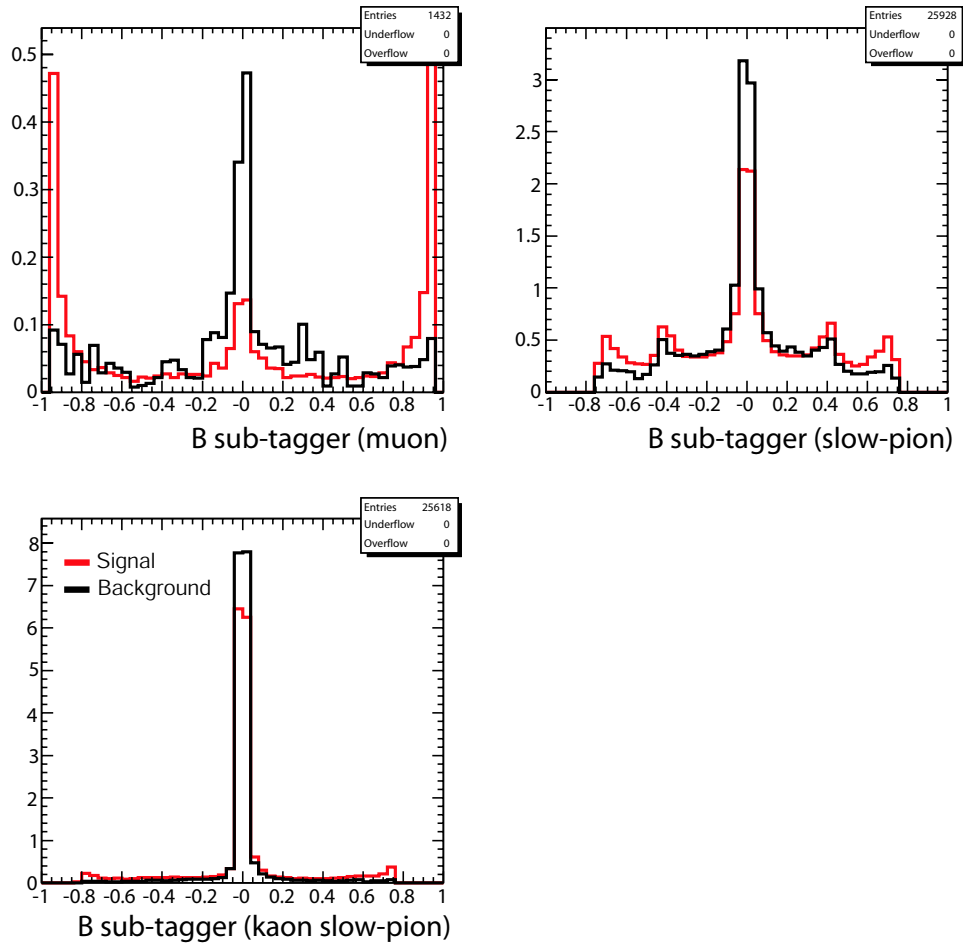 Entries 1432
Underflow 0
Overflow 0
0.5
0.4
0.3
0.2
0.1
0
-1 -0.8 -0.6 -0.4 -0.2 -0 0.2 0.4 0.6 0.8 1
B sub-tagger (muon)
Entries 25928
Underflow 0
Overflow 0
3
2.5
2
1.5
1
0.5
0
-1 -0.8 -0.6 -0.4 -0.2 -0 0.2 0.4 0.6 0.8 1
B sub-tagger (slow-pion)
Entries 25618
Underflow 0
Overflow 0
Signal
Background
8
7
6
5
4
3
2
1
0
-1 -0.8 -0.6 -0.4 -0.2 -0 0.2 0.4 0.6 0.8 1
B sub-tagger (kaon slow-pion)